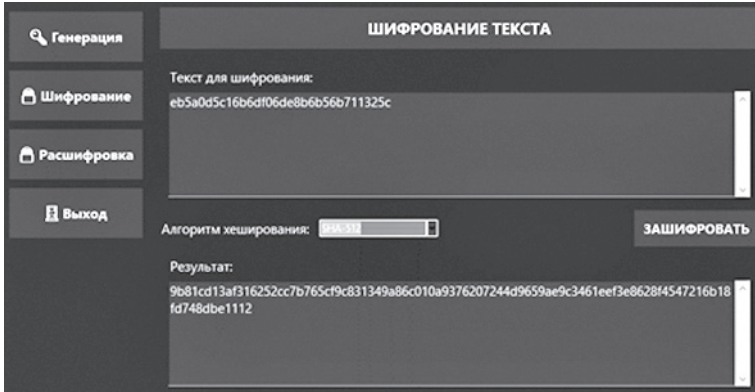 Генерация
Шифрование
Расшифровка
Выход
ШИФРОВАНИЕ ТЕКСТА
Текст для шифрования:
eb5a0d5c16b6df06de8b6b56b711325c
Алгоритм хеширования: SHA-512
ЗАШИФРОВАТЬ
Результат:
9b81cd13af316252cc7b765cf9c831349a86c010a9376207244d9659ae9c3461eef3e8628f4547216b18
fd748dbe1112